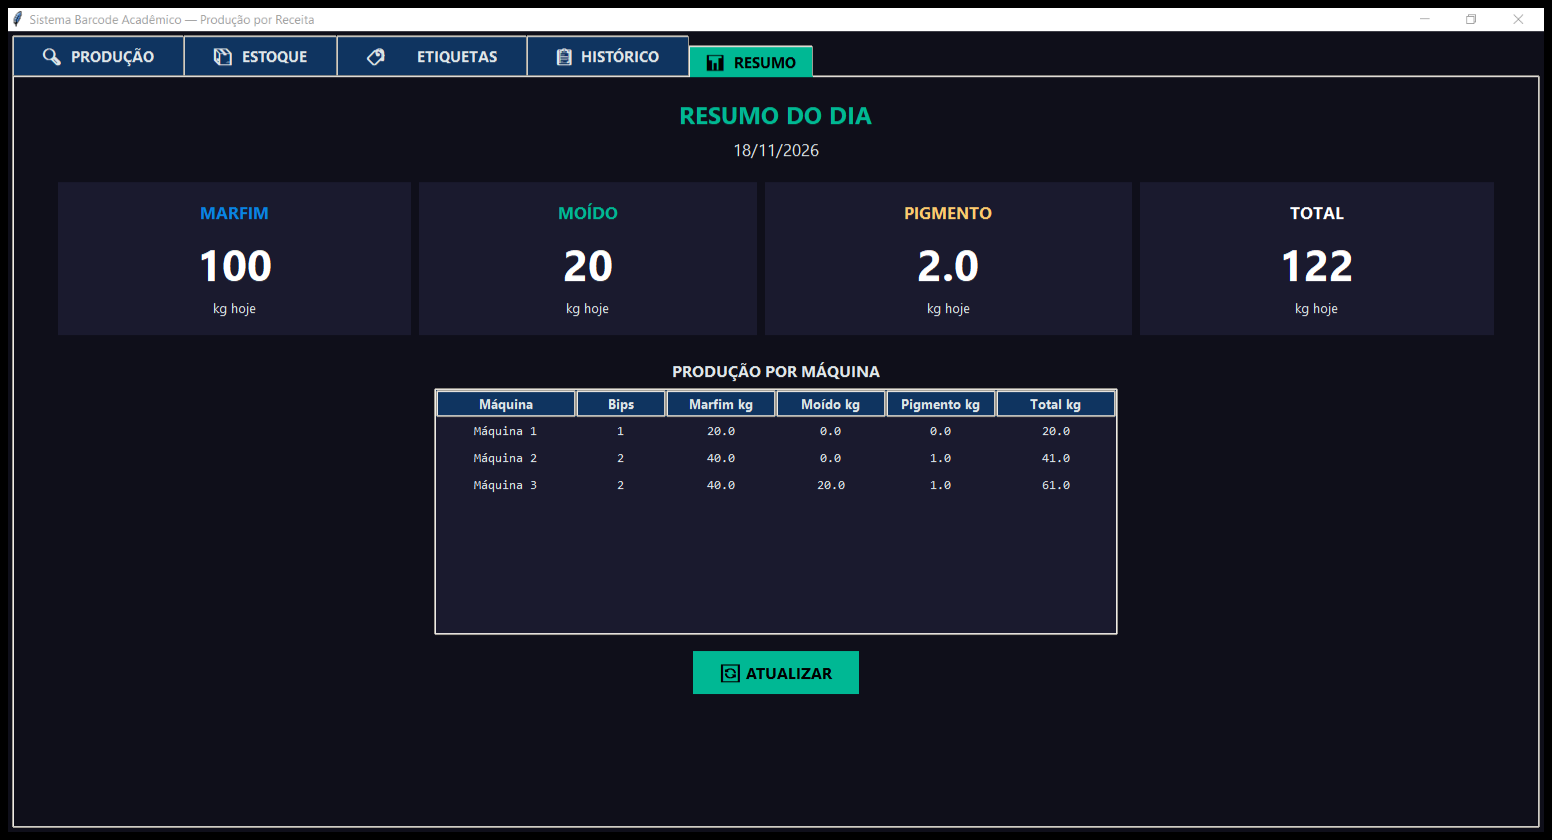 Sistema Barcode Acadêmico — Produção por Receita
PRODUÇÃO ESTOQUE ETIQUETAS HISTÓRICO RESUMO
RESUMO DO DIA
18/11/2026
MARFIM MOÍDO PIGMENTO TOTAL
100 20 2.0 122
kg hoje kg hoje kg hoje kg hoje
PRODUÇÃO POR MÁQUINA
Máquina Bips Marfim kg Moído kg Pigmento kg Total kg
Máquina 1 1 20.0 0.0 0.0 20.0
Máquina 2 2 40.0 0.0 1.0 41.0
Máquina 3 2 40.0 20.0 1.0 61.0
ATUALIZAR